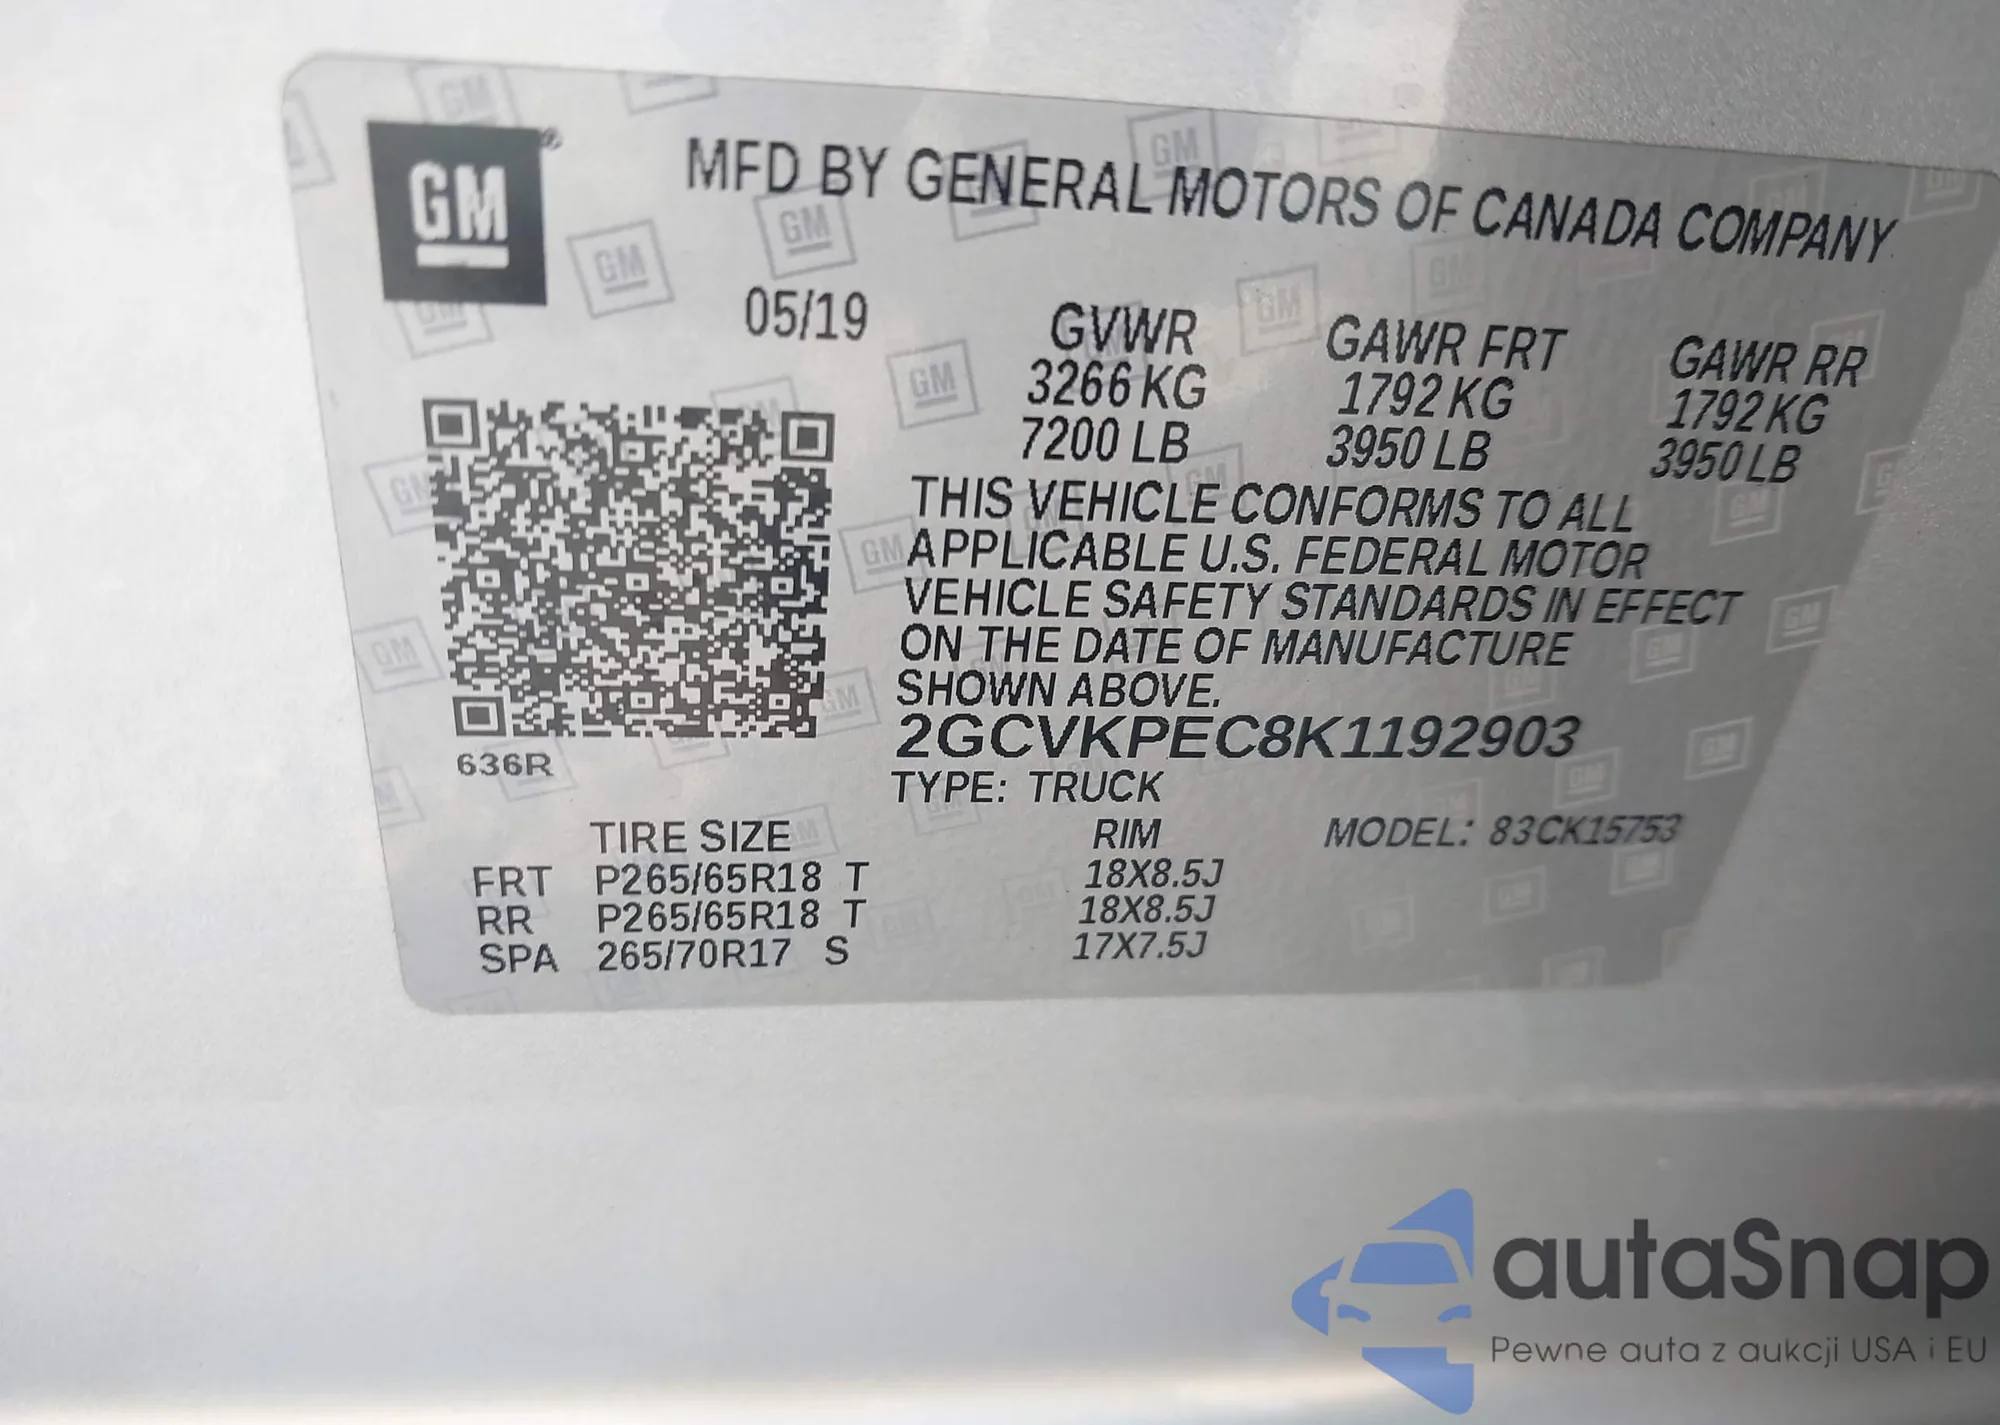 GM
MFD BY GENERAL MOTORS OF CANADA COMPANY
05/19 GVWR GAWR FRT GAWR RR
3266 KG 1792 KG 1792 KG
7200 LB 3950 LB 3950 LB
THIS VEHICLE CONFORMS TO ALL
APPLICABLE U.S. FEDERAL MOTOR
VEHICLE SAFETY STANDARDS IN EFFECT
ON THE DATE OF MANUFACTURE
SHOWN ABOVE.
2GCVKPEC8K1192903
636R
TYPE: TRUCK
TIRE SIZE RIM MODEL: 83CK15753
FRT P265/65R18 T 18X8.5J
RR P265/65R18 T 18X8.5J
SPA 265/70R17 S 17X7.5J
autaSnap
Pewne auta z aukcji USA i EU